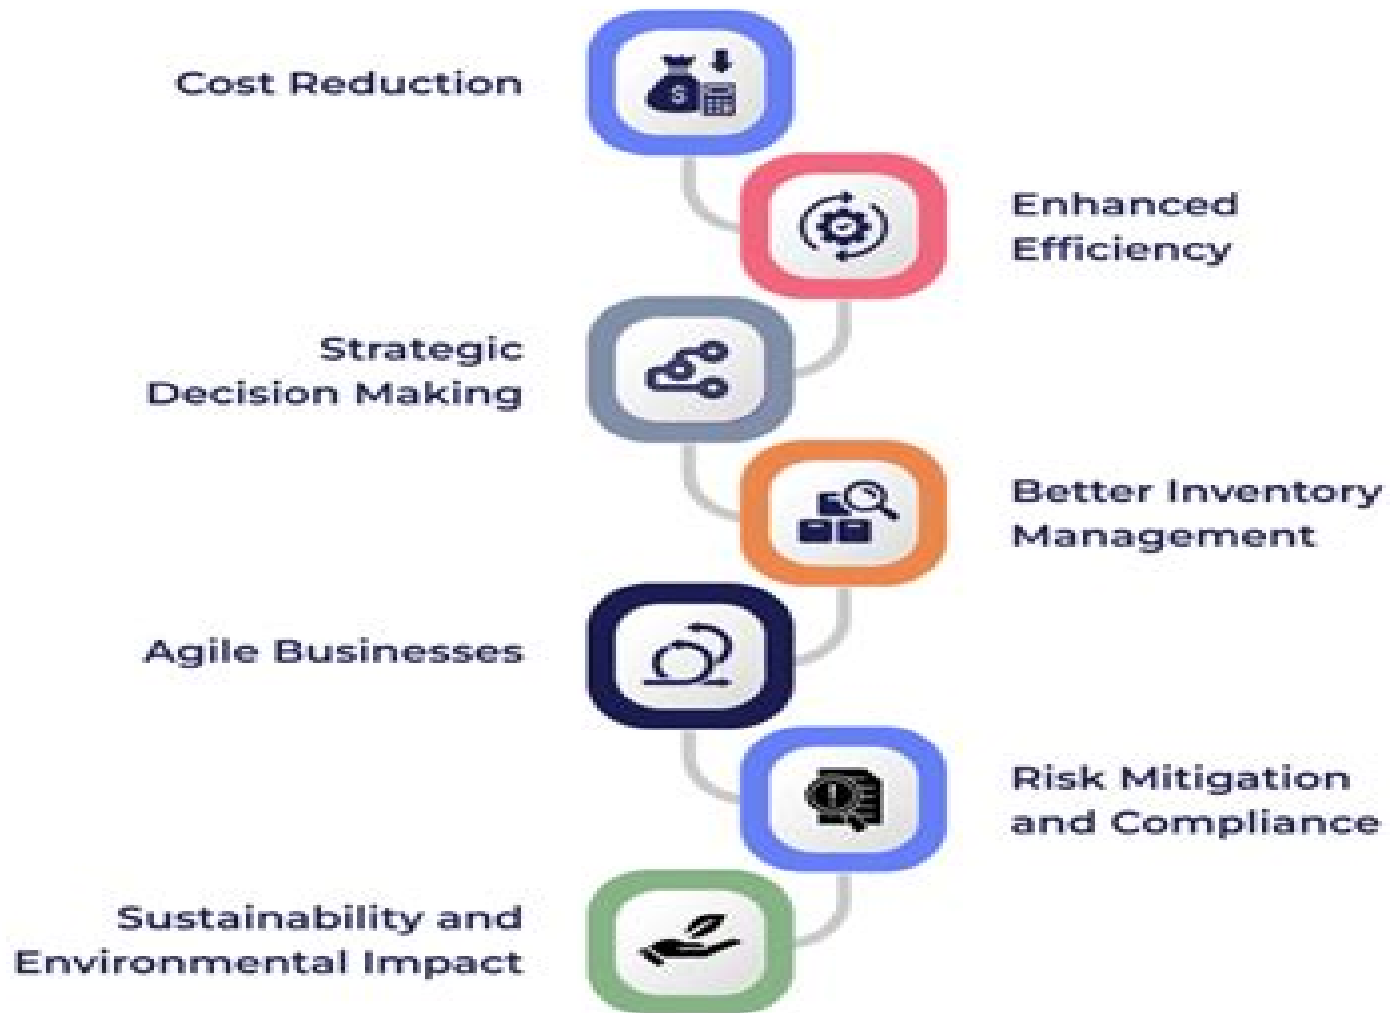 Cost Reduction
$
Enhanced
Efficiency
Strategic
Decision Making
Better Inventory
Management
Agile Businesses
Risk Mitigation
and Compliance
Sustainability and
Environmental Impact